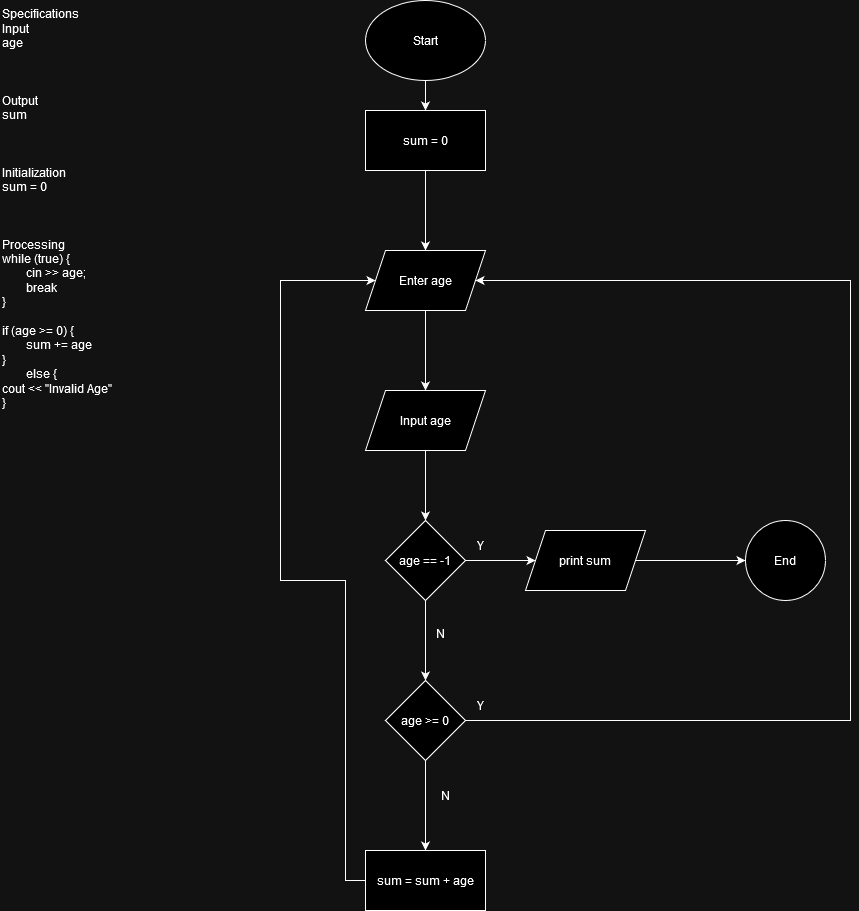 Specifications
Input
age
Output
sum
Initialization
sum = 0
Processing
while (true) {
cin >> age;
break
}
if (age >= 0) {
sum += age
}
else {
cout << "Invalid Age"
}
Start
sum = 0
Enter age
Input age
age == -1
Y
print sum
End
N
age >= 0
Y
N
sum = sum + age